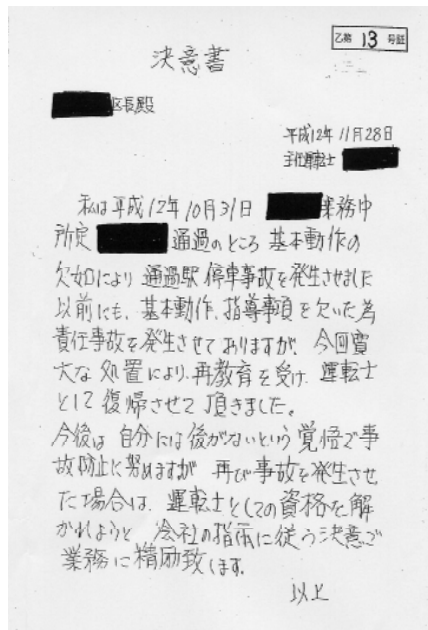 乙第13号証
決意書
区長殿
平成12年11月28日
主任運転士
私は平成12年10月31日 業務中
所定 通過のところ 基本動作の
欠如により 通過駅 停車事故を発生させました
以前にも、基本動作、指導事項を欠いた為
責任事故を発生させておりますが、今回寛
大な処置により、再教育を受け、運転士
として復帰させて頂きました。
今後は 自分には後がないという覚悟で事
故防止に努めますが 再び事故を発生させ
た場合は、運転士としての資格を解
かれようと 会社の指示に従う決意で
業務に精励致します。
以上